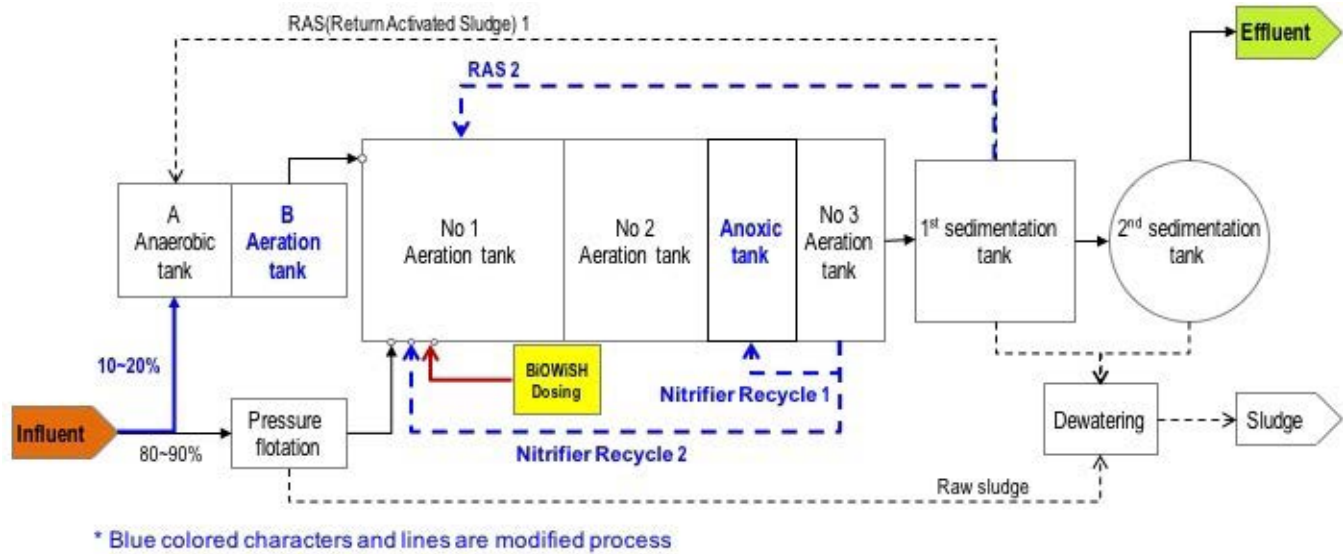 RAS(Return Activated Sludge) 1
Effluent
RAS 2
A
Anaerobic
tank
B
Aeration
tank
No 1
Aeration tank
No 2
Aeration tank
Anoxic
tank
No 3
Aeration
tank
1st sedimentation
tank
2nd sedimentation
tank
10~20%
BiOWiSH
Dosing
Nitrifier Recycle 1
Influent
80~90%
Pressure
flotation
Nitrifier Recycle 2
Dewatering
Sludge
Raw sludge
* Blue colored characters and lines are modified process